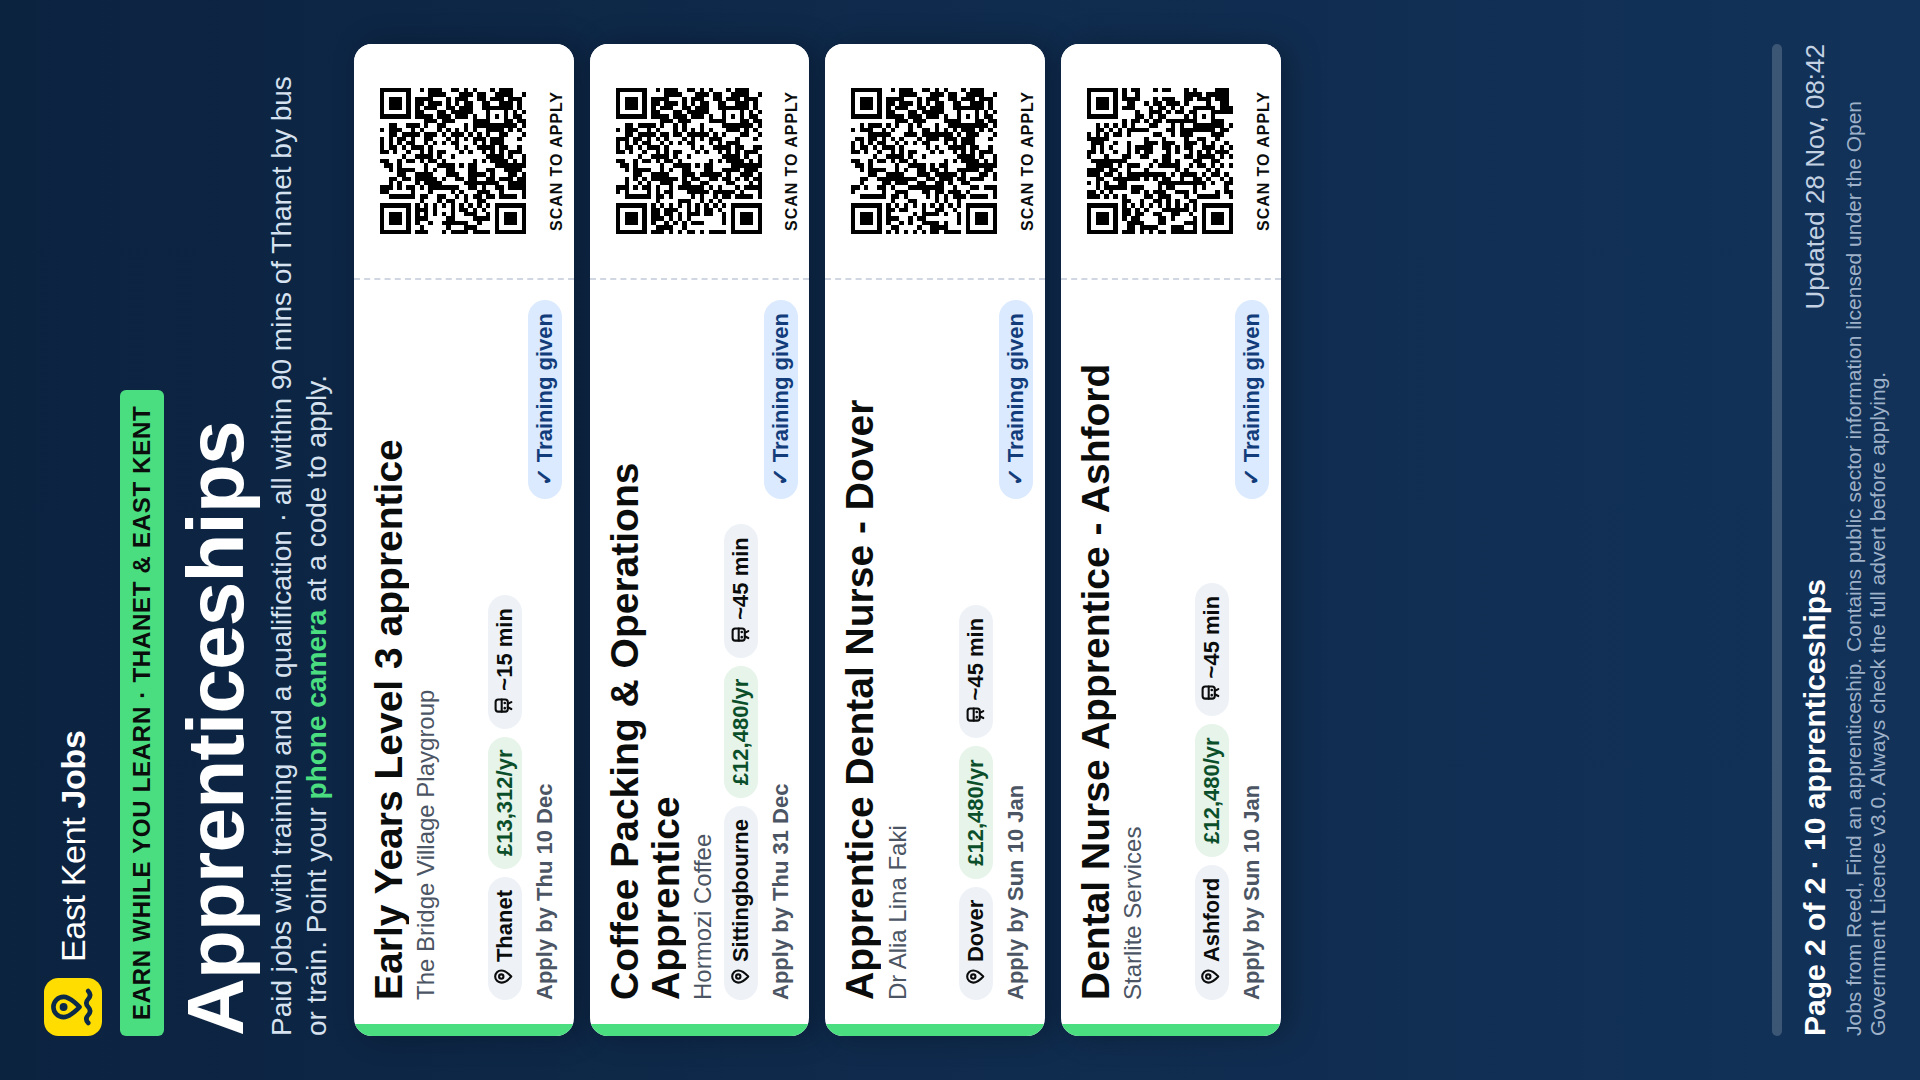 East Kent Jobs
EARN WHILE YOU LEARN · THANET & EAST KENT
Apprenticeships
Paid jobs with training and a qualification · all within 90 mins of Thanet by bus
or train. Point your phone camera at a code to apply.
Early Years Level 3 apprentice
The Bridge Village Playgroup
Thanet £13,312/yr ~15 min
Apply by Thu 10 Dec
✓ Training given
SCAN TO APPLY
Coffee Packing & Operations
Apprentice
Hormozi Coffee
Sittingbourne £12,480/yr ~45 min
Apply by Thu 31 Dec
✓ Training given
SCAN TO APPLY
Apprentice Dental Nurse - Dover
Dr Alia Lina Faki
Dover £12,480/yr ~45 min
Apply by Sun 10 Jan
✓ Training given
SCAN TO APPLY
Dental Nurse Apprentice - Ashford
Starlite Services
Ashford £12,480/yr ~45 min
Apply by Sun 10 Jan
✓ Training given
SCAN TO APPLY
Page 2 of 2 · 10 apprenticeships
Updated 28 Nov, 08:42
Jobs from Reed, Find an apprenticeship. Contains public sector information licensed under the Open
Government Licence v3.0. Always check the full advert before applying.